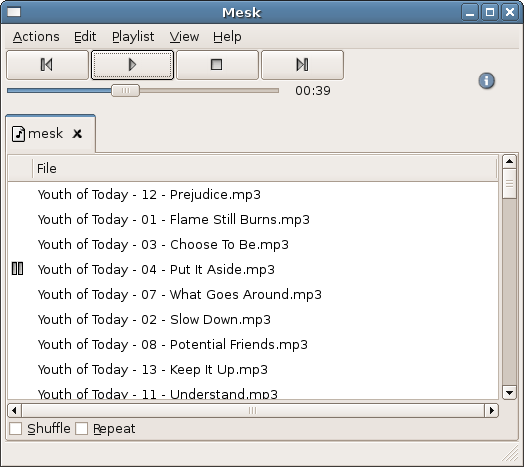 Mesk
Actions Edit Playlist View Help
00:39
mesk
File
Youth of Today - 12 - Prejudice.mp3
Youth of Today - 01 - Flame Still Burns.mp3
Youth of Today - 03 - Choose To Be.mp3
Youth of Today - 04 - Put It Aside.mp3
Youth of Today - 07 - What Goes Around.mp3
Youth of Today - 02 - Slow Down.mp3
Youth of Today - 08 - Potential Friends.mp3
Youth of Today - 13 - Keep It Up.mp3
Youth of Today - 11 - Understand.mp3
Shuffle Repeat